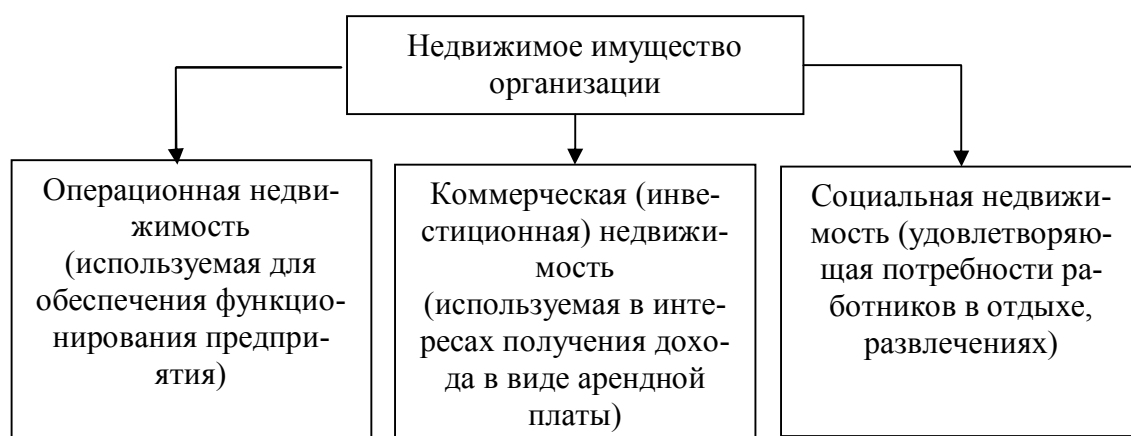 Недвижимое имущество
организации
Операционная недви-
жимость
(используемая для
обеспечения функцио-
нирования предпри-
ятия)
Коммерческая (инве-
стиционная) недвижи-
мость
(используемая в инте-
ресах получения дохо-
да в виде арендной
платы)
Социальная недвижи-
мость (удовлетворяю-
щая потребности ра-
ботников в отдыхе,
развлечениях)